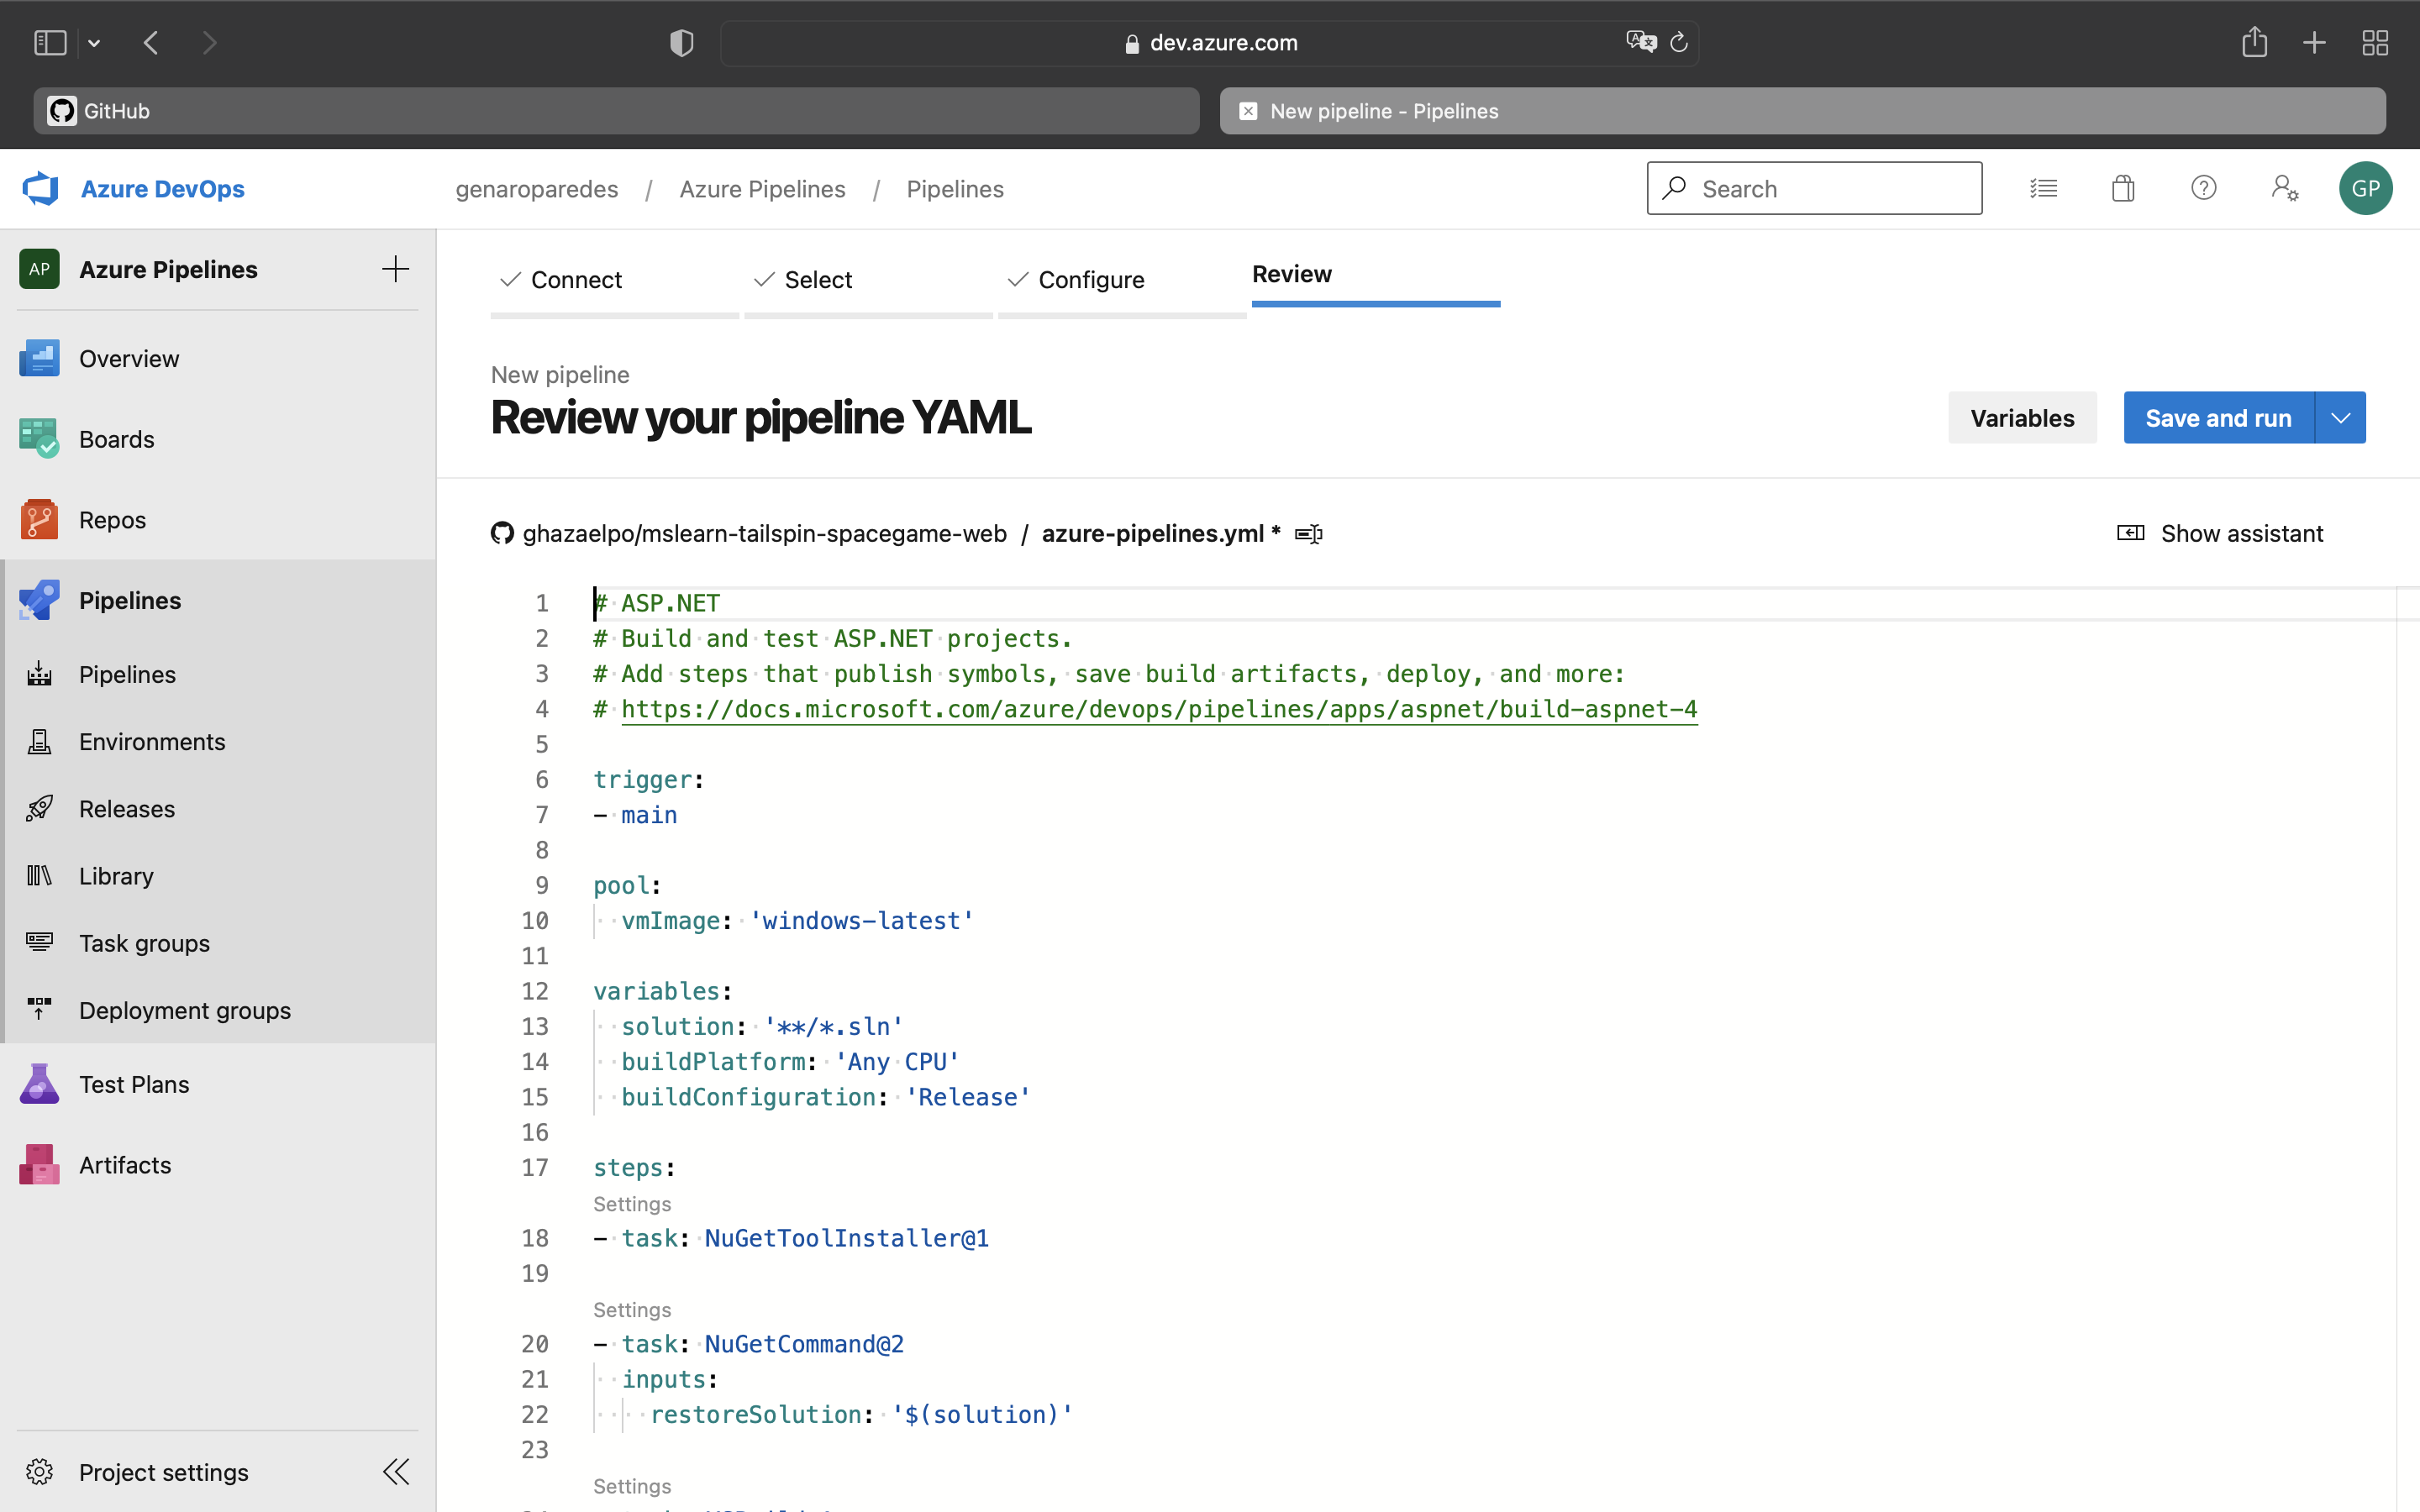 dev.azure.com
GitHub
New pipeline - Pipelines
Azure DevOps
genaroparedes / Azure Pipelines / Pipelines
Search
GP
AP Azure Pipelines
Overview
Boards
Repos
Pipelines
Pipelines
Environments
Releases
Library
Task groups
Deployment groups
Test Plans
Artifacts
Project settings
Connect
Select
Configure
Review
New pipeline
Review your pipeline YAML
Variables
Save and run
ghazaelpo/mslearn-tailspin-spacegame-web / azure-pipelines.yml *
Show assistant
1 # ASP.NET
2 # Build and test ASP.NET projects.
3 # Add steps that publish symbols, save build artifacts, deploy, and more:
4 # https://docs.microsoft.com/azure/devops/pipelines/apps/aspnet/build-aspnet-4
5
6 trigger:
7 - main
8
9 pool:
10 vmImage: 'windows-latest'
11
12 variables:
13 solution: '**/*.sln'
14 buildPlatform: 'Any CPU'
15 buildConfiguration: 'Release'
16
17 steps:
Settings
18 - task: NuGetToolInstaller@1
19
Settings
20 - task: NuGetCommand@2
21 inputs:
22 restoreSolution: '$(solution)'
23
Settings